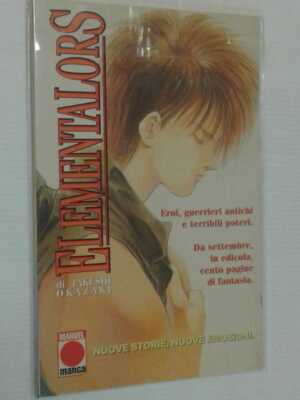 ELEMENTALORS
di TAKESHI
OKAZAKI
Eroi, guerrieri antichi
e terribili poteri.
Da settembre,
in edicola,
cento pagine
di fantasia.
MARVEL
manga
NUOVE STORIE, NUOVE EMOZIONI.